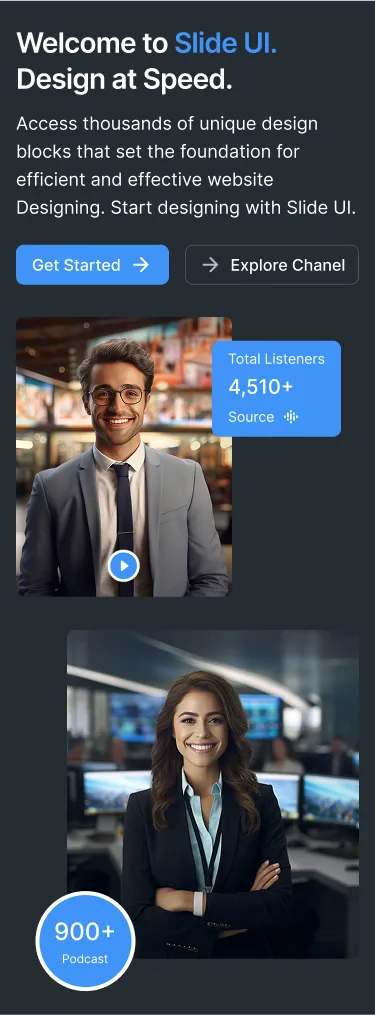 Welcome to Slide UI.
Design at Speed.
Access thousands of unique design
blocks that set the foundation for
efficient and effective website
Designing. Start designing with Slide UI.
Get Started
Explore Chanel
Total Listeners
4,510+
Source
900+
Podcast